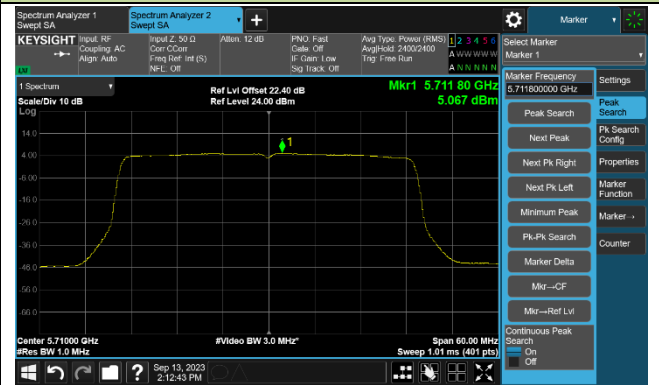 Spectrum Analyzer 1
Swept SA
Spectrum Analyzer 2
Swept SA
+
Marker
KEYSIGHT
Input: RF
Coupling: AC
Align: Auto
Input Z: 50 Ω
Corr CCorr
Freq Ref: Int (S)
NFE: Off
Atten: 12 dB
PNO: Fast
Gate: Off
IF Gain: Low
Sig Track: Off
Avg Type: Power (RMS)
Avg|Hold: 2400/2400
Trig: Free Run
1 2 3 4 5 6
A W W W W W
A N N N N N
LXI
Select Marker
Marker 1
1 Spectrum
Scale/Div 10 dB
Log
Ref Lvl Offset 22.40 dB
Ref Level 24.00 dBm
Mkr1 5.711 80 GHz
5.067 dBm
14.0
4.00
-6.00
-16.0
-26.0
-36.0
-46.0
-56.0
-66.0
1
Center 5.71000 GHz
#Res BW 1.0 MHz
#Video BW 3.0 MHz*
Span 60.00 MHz
Sweep 1.01 ms (401 pts)
Marker Frequency
5.711800000 GHz
Peak Search
Next Peak
Next Pk Right
Next Pk Left
Minimum Peak
Pk-Pk Search
Marker Delta
Mkr→CF
Mkr→Ref Lvl
Continuous Peak
Search
On
Off
Settings
Peak
Search
Pk Search
Config
Properties
Marker
Function
Marker→
Counter
?
Sep 13, 2023
2:12:43 PM